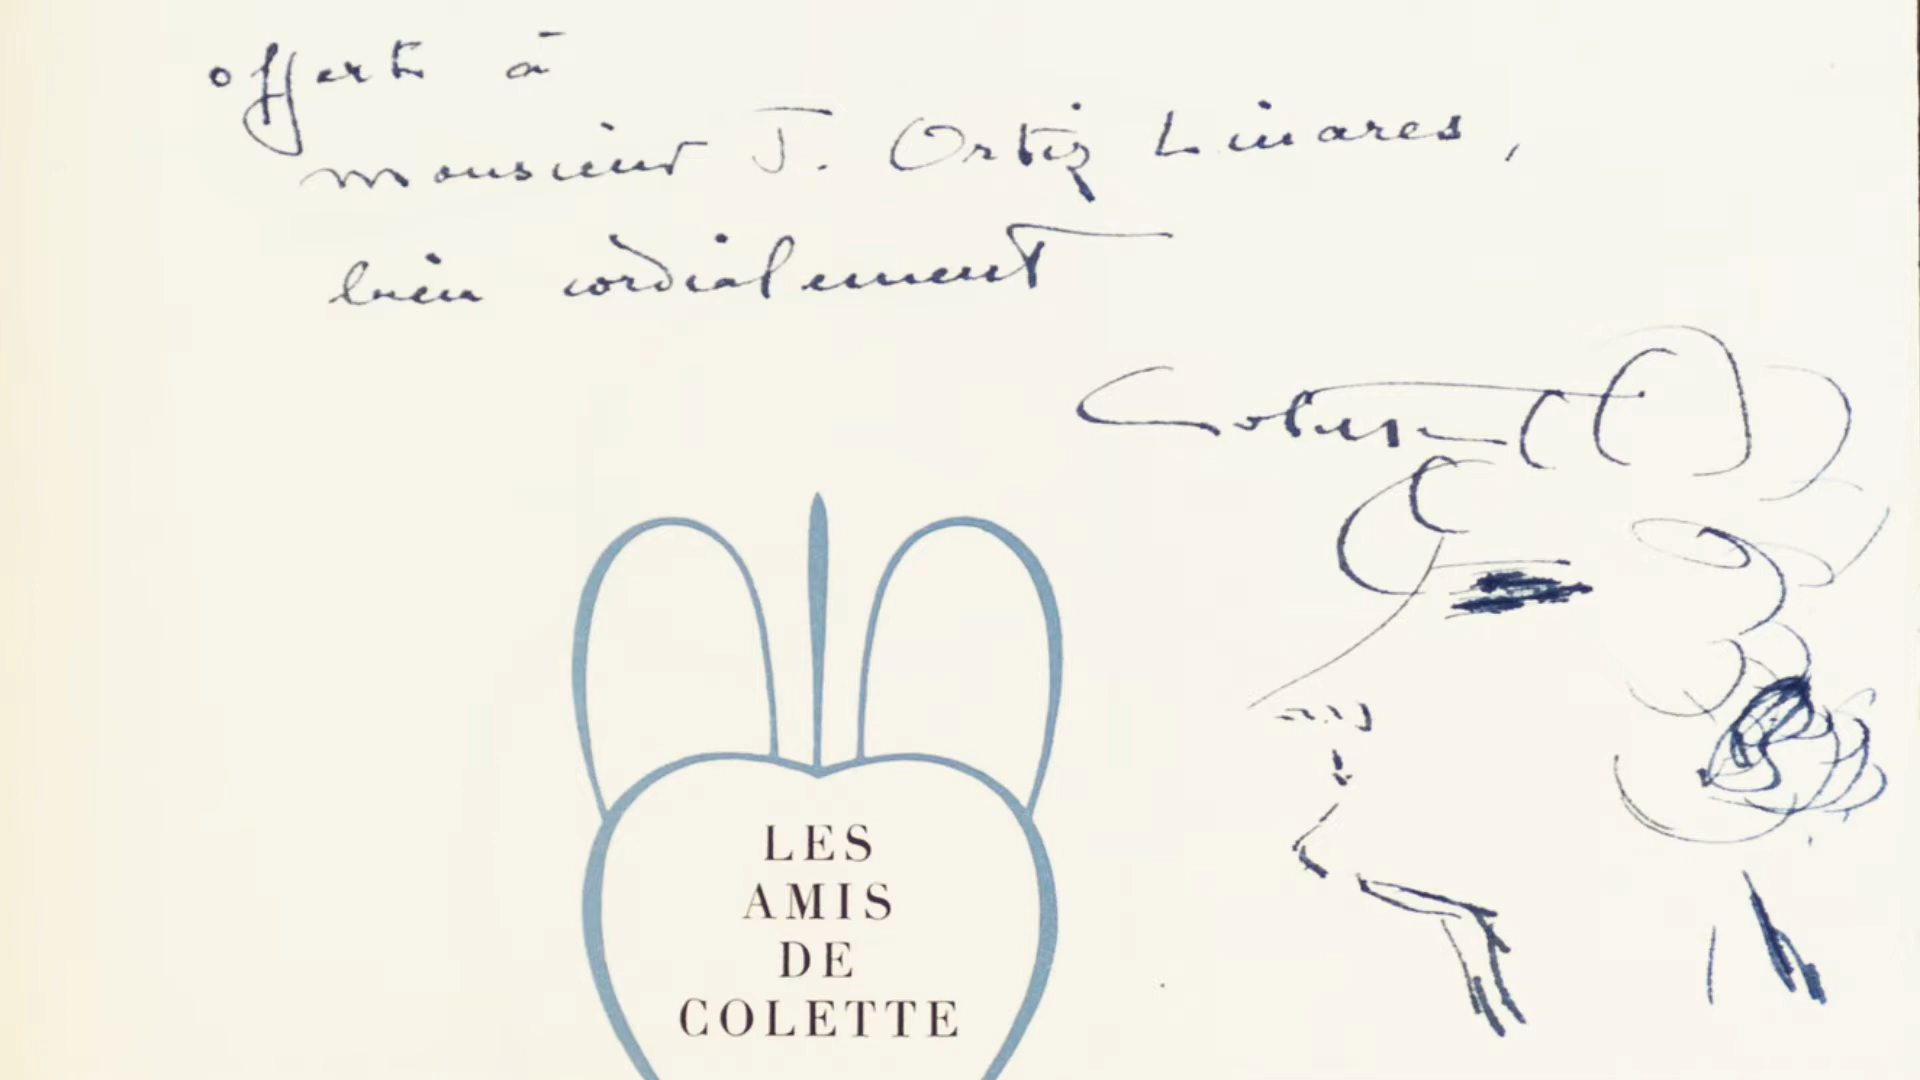 offert à
monsieur J. Ortiz Linares,
bien cordialement
Colette
LES
AMIS
DE
COLETTE